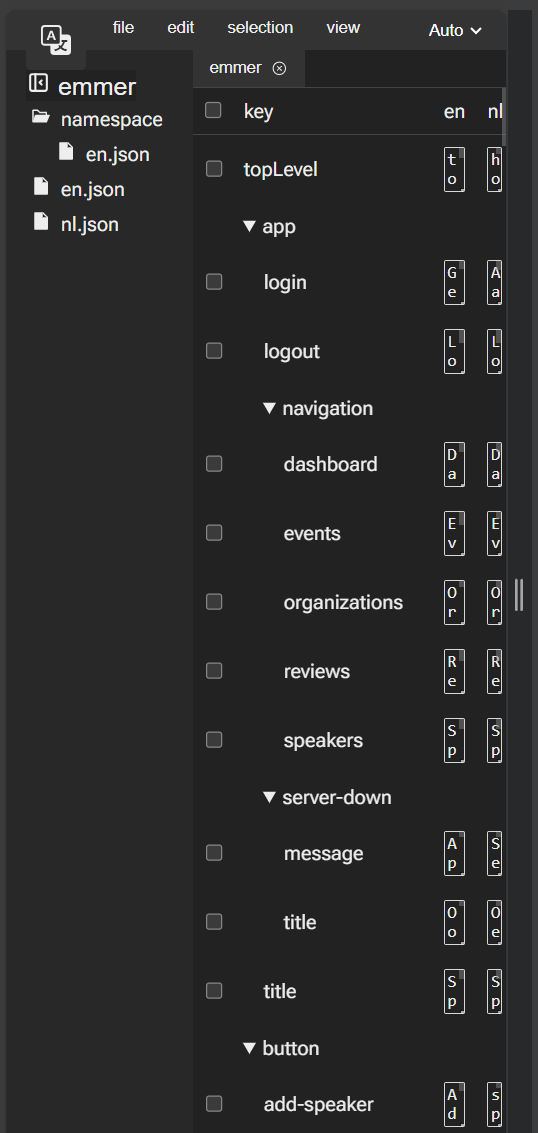 file edit selection view Auto
emmer
emmer
key en nl
namespace
en.json
en.json
nl.json
topLevel to ho
app
login Ge Aa
logout Lo Lo
navigation
dashboard Da Da
events Ev Ev
organizations Or Or
reviews Re Re
speakers Sp Sp
server-down
message Ap Se
title Oo Oe
title Sp Sp
button
add-speaker Ad sp